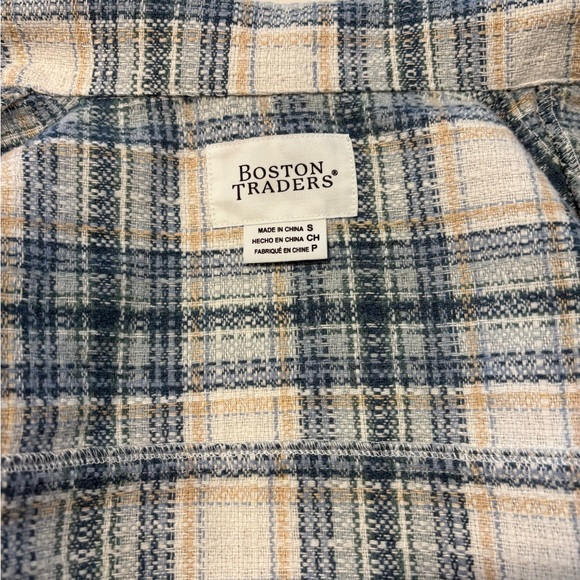 BOSTON
TRADERS®
MADE IN CHINA S
HECHO EN CHINA CH
FABRIQUÉ EN CHINE P